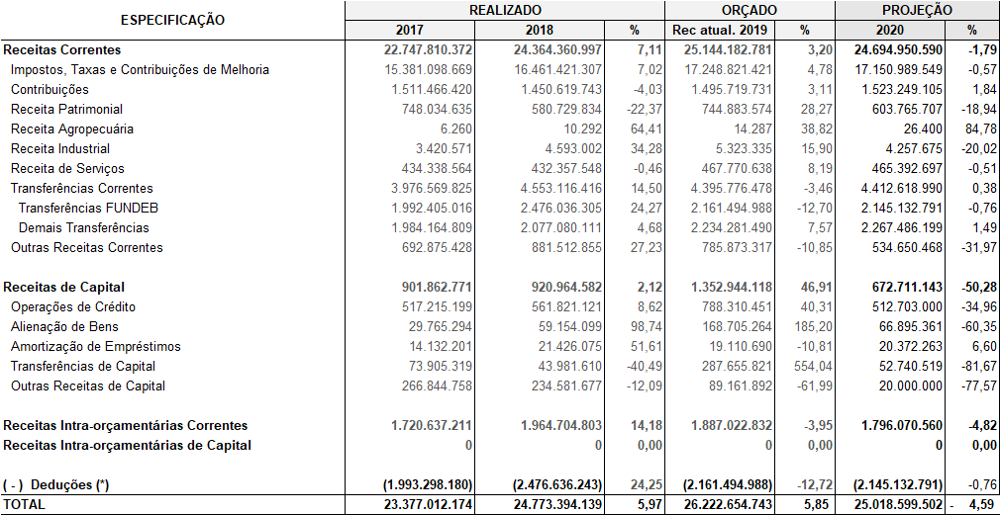 ESPECIFICAÇÃO REALIZADO ORÇADO PROJEÇÃO
2017 2018 % Rec atual. 2019 % 2020 %
Receitas Correntes 22.747.810.372 24.364.360.997 7,11 25.144.182.781 3,20 24.694.950.590 -1,79
Impostos, Taxas e Contribuições de Melhoria 15.381.098.669 16.461.421.307 7,02 17.248.821.421 4,78 17.150.989.549 -0,57
Contribuições 1.511.466.420 1.450.619.743 -4,03 1.495.719.731 3,11 1.523.249.105 1,84
Receita Patrimonial 748.034.635 580.729.834 -22,37 744.883.574 28,27 603.765.707 -18,94
Receita Agropecuária 6.260 10.292 64,41 14.287 38,82 26.400 84,78
Receita Industrial 3.420.571 4.593.002 34,28 5.323.335 15,90 4.257.675 -20,02
Receita de Serviços 434.338.564 432.357.548 -0,46 467.770.638 8,19 465.392.697 -0,51
Transferências Correntes 3.976.569.825 4.553.116.416 14,50 4.395.776.478 -3,46 4.412.618.990 0,38
Transferências FUNDEB 1.992.405.016 2.476.036.305 24,27 2.161.494.988 -12,70 2.145.132.791 -0,76
Demais Transferências 1.984.164.809 2.077.080.111 4,68 2.234.281.490 7,57 2.267.486.199 1,49
Outras Receitas Correntes 692.875.428 881.512.855 27,23 785.873.317 -10,85 534.650.468 -31,97
Receitas de Capital 901.862.771 920.964.582 2,12 1.352.944.118 46,91 672.711.143 -50,28
Operações de Crédito 517.215.199 561.821.121 8,62 788.310.451 40,31 512.703.000 -34,96
Alienação de Bens 29.765.294 59.154.099 98,74 168.705.264 185,20 66.895.361 -60,35
Amortização de Empréstimos 14.132.201 21.426.075 51,61 19.110.690 -10,81 20.372.263 6,60
Transferências de Capital 73.905.319 43.981.610 -40,49 287.655.821 554,04 52.740.519 -81,67
Outras Receitas de Capital 266.844.758 234.581.677 -12,09 89.161.892 -61,99 20.000.000 -77,57
Receitas Intra-orçamentárias Correntes 1.720.637.211 1.964.704.803 14,18 1.887.022.832 -3,95 1.796.070.560 -4,82
Receitas Intra-orçamentárias de Capital 0 0 0,00 0 0,00 0 0,00
( - ) Deduções (*) (1.993.298.180) (2.476.636.243) 24,25 (2.161.494.988) -12,72 (2.145.132.791) -0,76
TOTAL 23.377.012.174 24.773.394.139 5,97 26.222.654.743 5,85 25.018.599.502 - 4,59